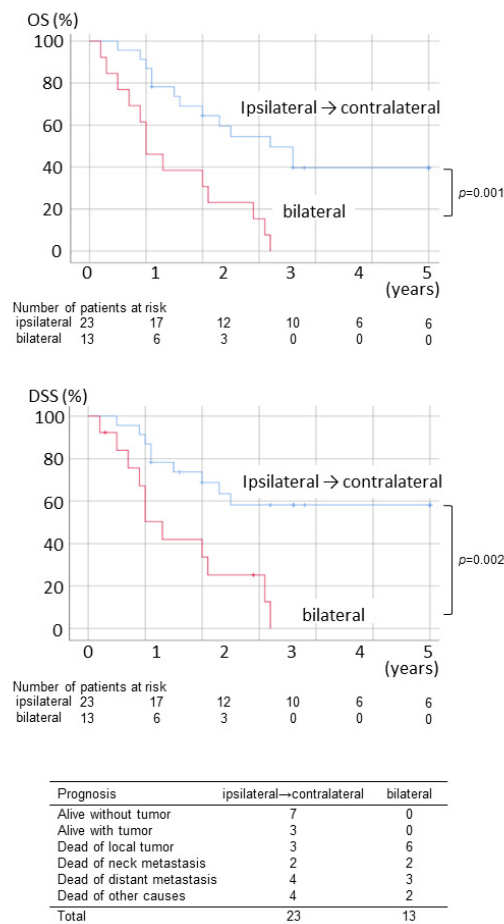 OS (%)
100
80
60
40
20
0
Ipsilateral → contralateral
bilateral
p=0.001
0 1 2 3 4 5
(years)
Number of patients at risk
ipsilateral 23 17 12 10 6 6
bilateral 13 6 3 0 0 0
DSS (%)
100
80
60
40
20
0
Ipsilateral → contralateral
bilateral
p=0.002
0 1 2 3 4 5
(years)
Number of patients at risk
ipsilateral 23 17 12 10 6 6
bilateral 13 6 3 0 0 0
Prognosis ipsilateral→contralateral bilateral
Alive without tumor 7 0
Alive with tumor 3 0
Dead of local tumor 3 6
Dead of neck metastasis 2 2
Dead of distant metastasis 4 3
Dead of other causes 4 2
Total 23 13